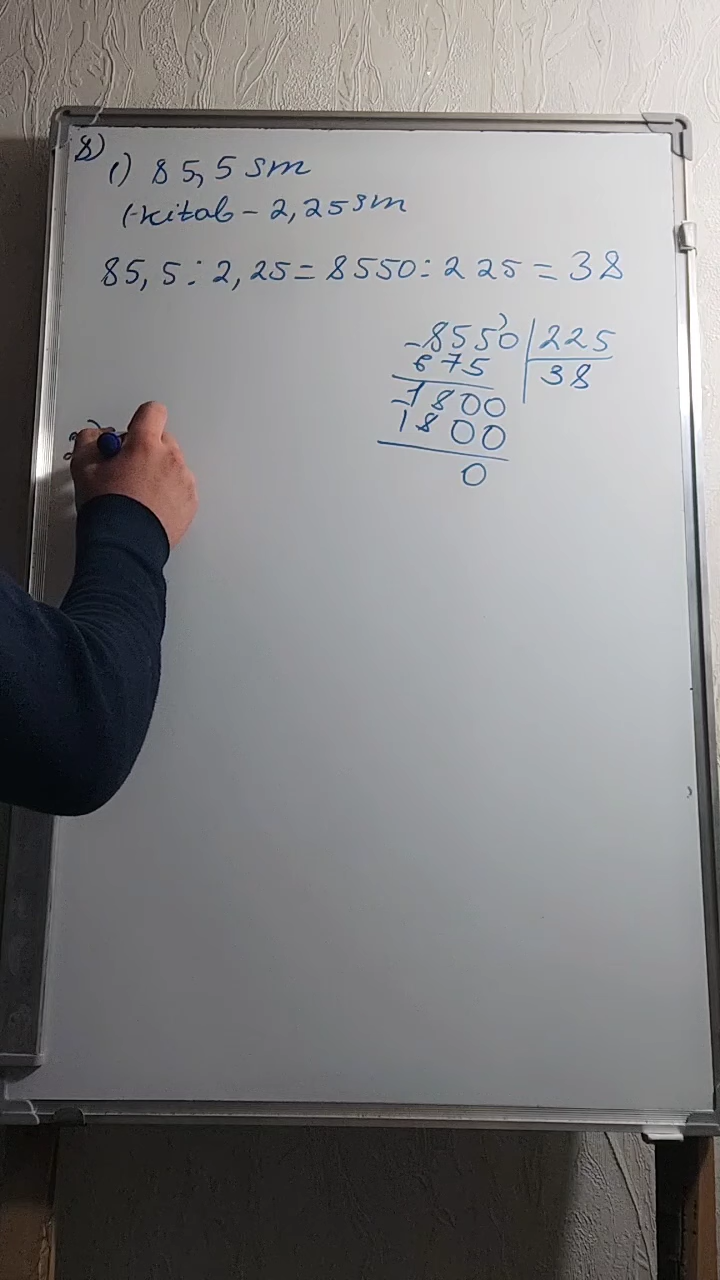 8)
1) 85,5 sm
1-kitab - 2,25 sm
85,5 : 2,25 = 8550 : 225 = 38
-8550 | 225
675 | 38
-1800
1800
0